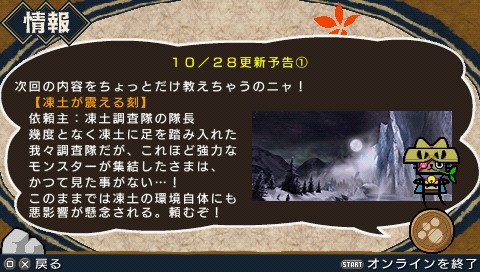 情報
10/28更新予告①
次回の内容をちょっとだけ教えちゃうのニャ!
【凍土が震える刻】
依頼主:凍土調査隊の隊長
幾度となく凍土に足を踏み入れた
我々調査隊だが、これほど強力な
モンスターが集結したさまは、
かつて見た事がない…!
このままでは凍土の環境自体にも
悪影響が懸念される。頼むぞ!
□×戻る
START オンラインを終了